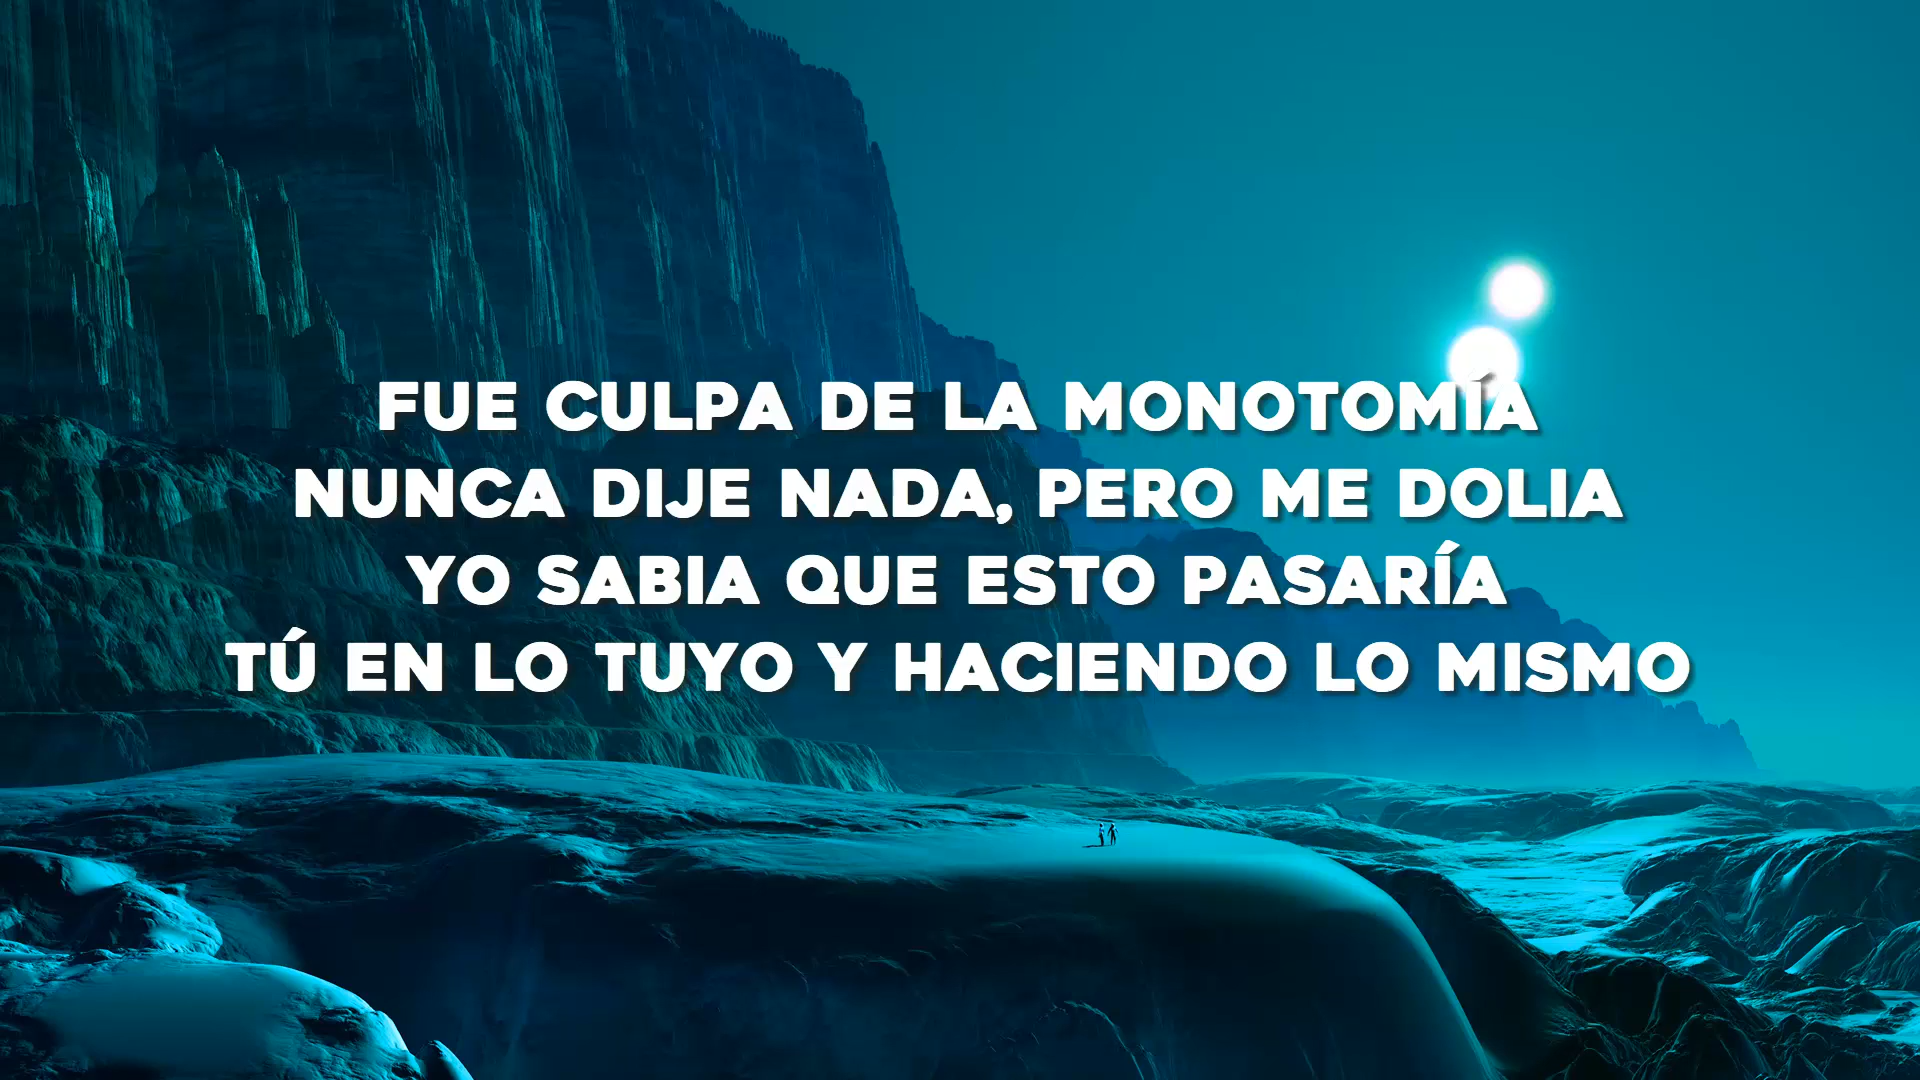 FUE CULPA DE LA MONOTOMÍA
NUNCA DIJE NADA, PERO ME DOLIA
YO SABIA QUE ESTO PASARÍA
TÚ EN LO TUYO Y HACIENDO LO MISMO